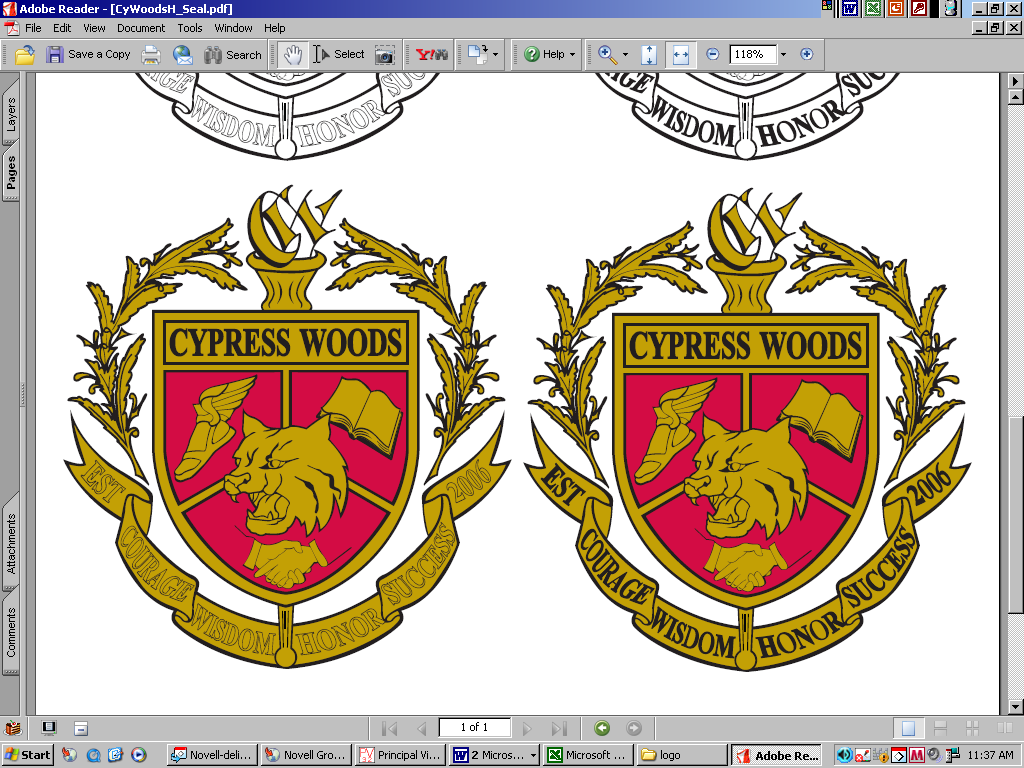 Adobe Reader - [CyWoodsH_Seal.pdf]
File Edit View Document Tools Window Help
Save a Copy Search Select Y! Help 118%
Layers
Pages
Attachments
Comments
WISDOM HONOR
WISDOM HONOR
Cy
CYPRESS WOODS
EST COURAGE WISDOM HONOR SUCCESS 2006
Cy
CYPRESS WOODS
EST COURAGE WISDOM HONOR SUCCESS 2006
1 of 1
Start Novell-deli... Novell Gro... Principal Vi... 2 Micros... Microsoft ... logo Adobe Re... 11:37 AM